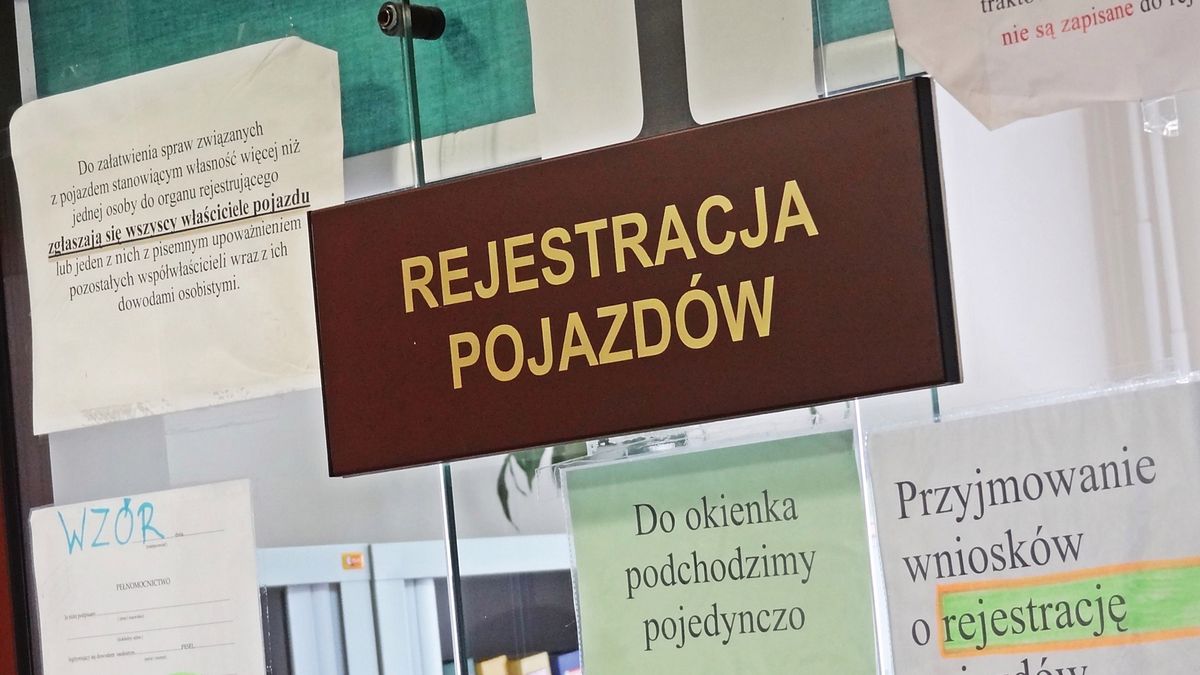 nie są zapisane do
Do załatwienia spraw związanych
z pojazdem stanowiącym własność więcej niż
jednej osoby do organu rejestrującego
zgłaszają się wszyscy właściciele pojazdu
lub jeden z nich z pisemnym upoważnieniem
pozostałych współwłaścicieli wraz z ich
dowodami osobistymi.
REJESTRACJA
POJAZDÓW
WZÓR
PEŁNOMOCNICTWO
PESEL
Do okienka
podchodzimy
pojedynczo
Przyjmowanie
wniosków
o rejestrację